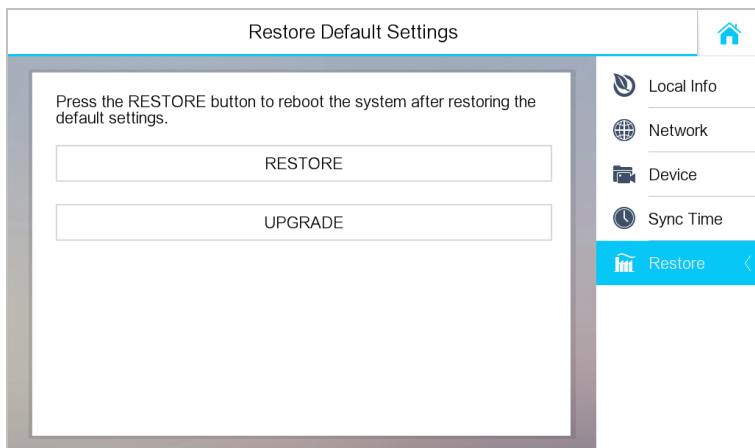 Restore Default Settings
Press the RESTORE button to reboot the system after restoring the
default settings.
RESTORE
UPGRADE
Local Info
Network
Device
Sync Time
Restore